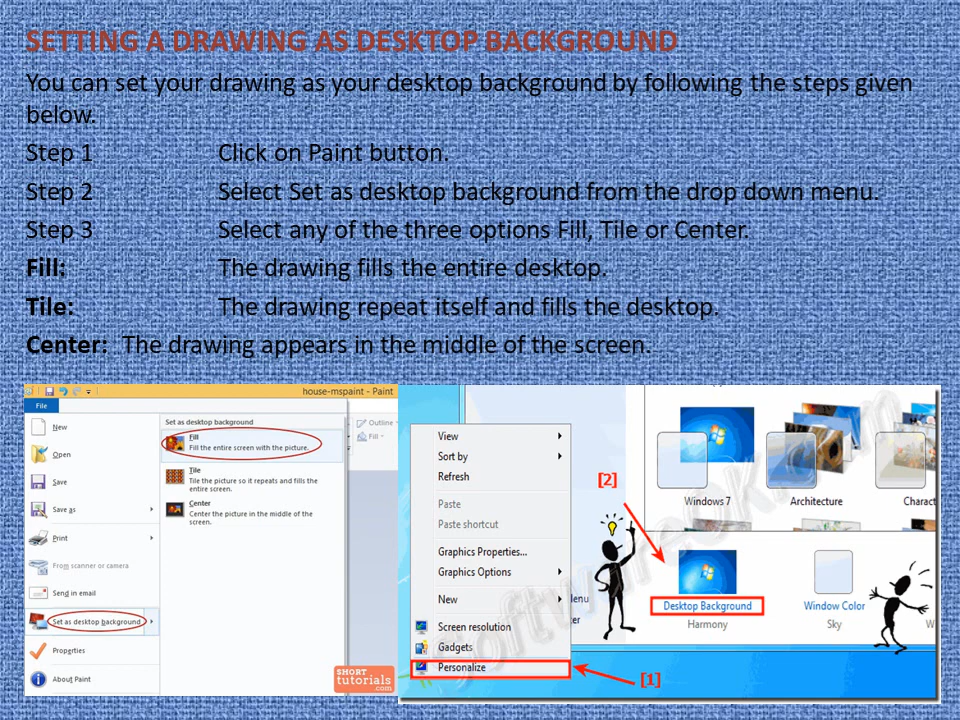 SETTING A DRAWING AS DESKTOP BACKGROUND
You can set your drawing as your desktop background by following the steps given
below.
Step 1 Click on Paint button.
Step 2 Select Set as desktop background from the drop down menu.
Step 3 Select any of the three options Fill, Tile or Center.
Fill: The drawing fills the entire desktop.
Tile: The drawing repeat itself and fills the desktop.
Center: The drawing appears in the middle of the screen.
house-mspaint - Paint
File
New
Open
Save
Save as
Print
From scanner or camera
Send in email
Set as desktop background
Properties
About Paint
Set as desktop background
Fill
Fill the entire screen with the picture.
Tile
Tile the picture so it repeats and fills the
entire screen.
Center
Center the picture in the middle of the
screen.
Outline
Fill
SHORT
tutorials
.com
View
Sort by
Refresh
Paste
Paste shortcut
Graphics Properties...
Graphics Options
New
Screen resolution
Gadgets
Personalize
[1]
[2]
Windows 7
Architecture
Charact
Desktop Background
Harmony
Window Color
Sky
W